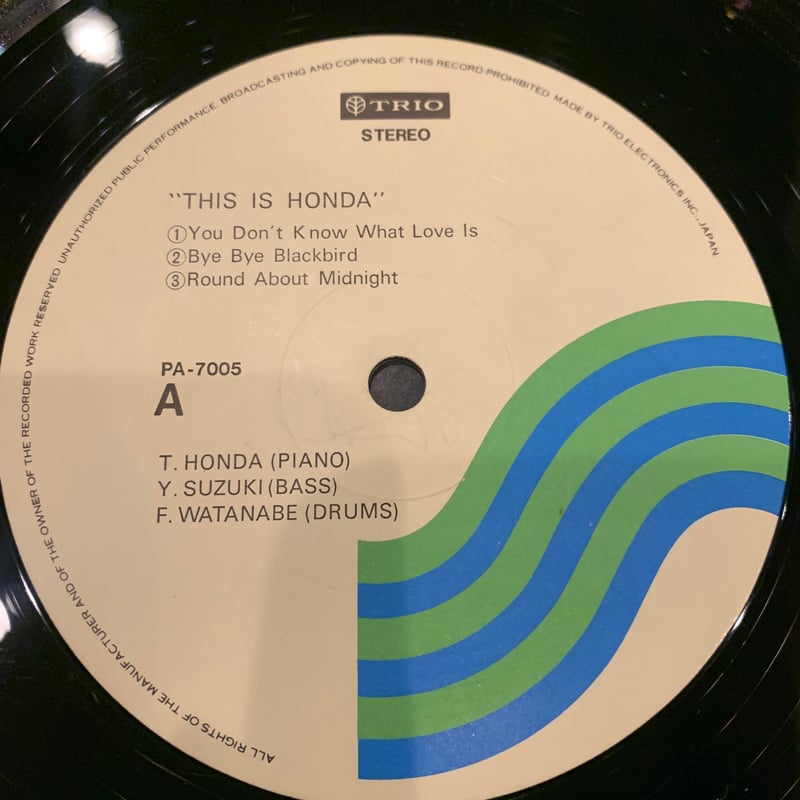 TRIO
STEREO
"THIS IS HONDA"
①You Don't Know What Love Is
②Bye Bye Blackbird
③Round About Midnight
PA-7005
A
T. HONDA (PIANO)
Y. SUZUKI (BASS)
F. WATANABE (DRUMS)
ALL RIGHTS OF THE MANUFACTURER AND OF THE OWNER OF THE RECORDED WORK RESERVED UNAUTHORIZED PUBLIC PERFORMANCE BROADCASTING AND COPYING OF THIS RECORD PROHIBITED MADE BY TRIO ELECTRONICS INC., JAPAN